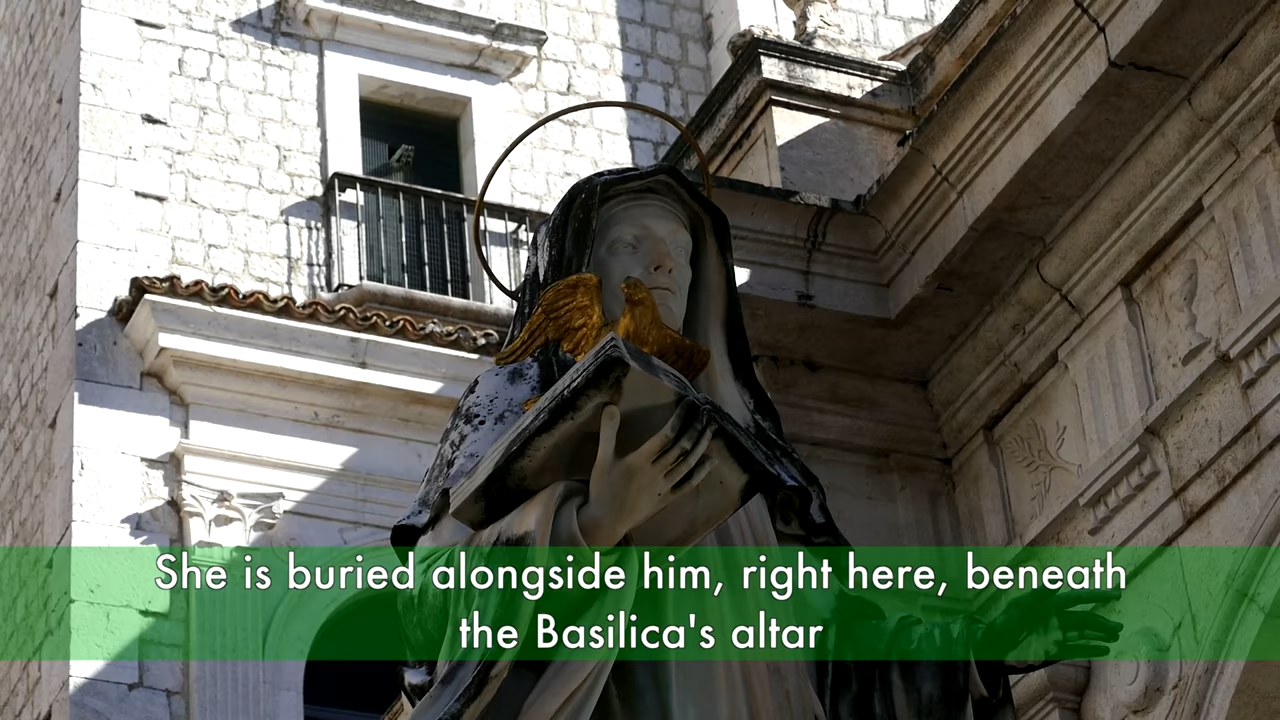 She is buried alongside him, right here, beneath
the Basilica's altar